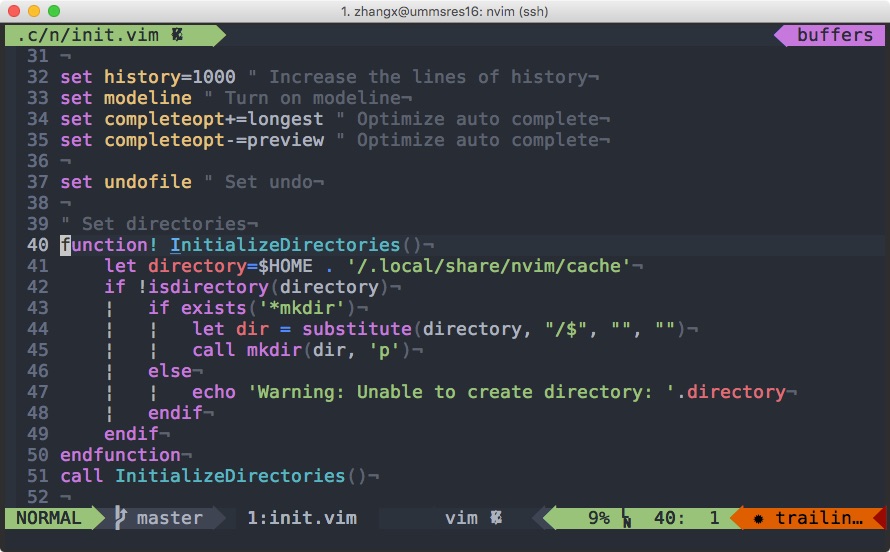 1. zhangx@ummsres16: nvim (ssh)
.c/n/init.vim buffers
31 ¬
32 set history=1000 " Increase the lines of history¬
33 set modeline " Turn on modeline¬
34 set completeopt+=longest " Optimize auto complete¬
35 set completeopt-=preview " Optimize auto complete¬
36 ¬
37 set undofile " Set undo¬
38 ¬
39 " Set directories¬
40 function! InitializeDirectories()¬
41     let directory=$HOME . '/.local/share/nvim/cache'¬
42     if !isdirectory(directory)¬
43     ¦   if exists('*mkdir')¬
44     ¦   ¦   let dir = substitute(directory, "/$", "", "")¬
45     ¦   ¦   call mkdir(dir, 'p')¬
46     ¦   else¬
47     ¦   ¦   echo 'Warning: Unable to create directory: '.directory¬
48     ¦   endif¬
49     endif¬
50 endfunction¬
51 call InitializeDirectories()¬
52 ¬
NORMAL master 1:init.vim vim 9% 40: 1 trailin…